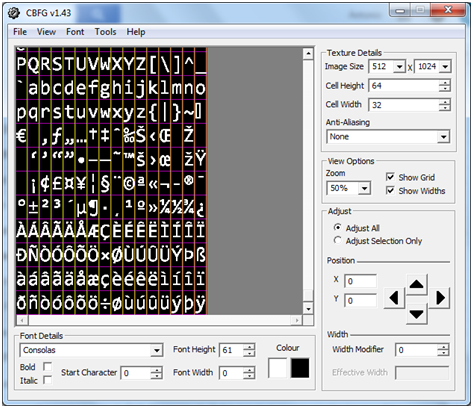 CBFG v1.43
File View Font Tools Help
PQRSTUVWXYZ[\]^_
`abcdefghijklmno
pqrstuvwxyz{|}~▯
€ ‚ƒ„…†‡ˆ‰Š‹Œ Ž
‘’“”•–—˜™š›œ žŸ
¡¢£¤¥¦§¨©ª«¬-®¯
°±²³´µ¶·¸¹º»¼½¾¿
ÀÁÂÃÄÅÆÇÈÉÊËÌÍÎÏ
ÐÑÒÓÔÕÖ×ØÙÚÛÜÝÞß
àáâãäåæçèéêëìíîï
ðñòóôõö÷øùúûüýþÿ
Texture Details
Image Size 512 X 1024
Cell Height 64
Cell Width 32
Anti-Aliasing
None
View Options
Zoom
50%
Show Grid
Show Widths
Adjust
Adjust All
Adjust Selection Only
Position
X 0
Y 0
Width
Width Modifier 0
Effective Width
Font Details
Consolas
Font Height 61
Colour
Bold
Italic
Start Character 0
Font Width 0